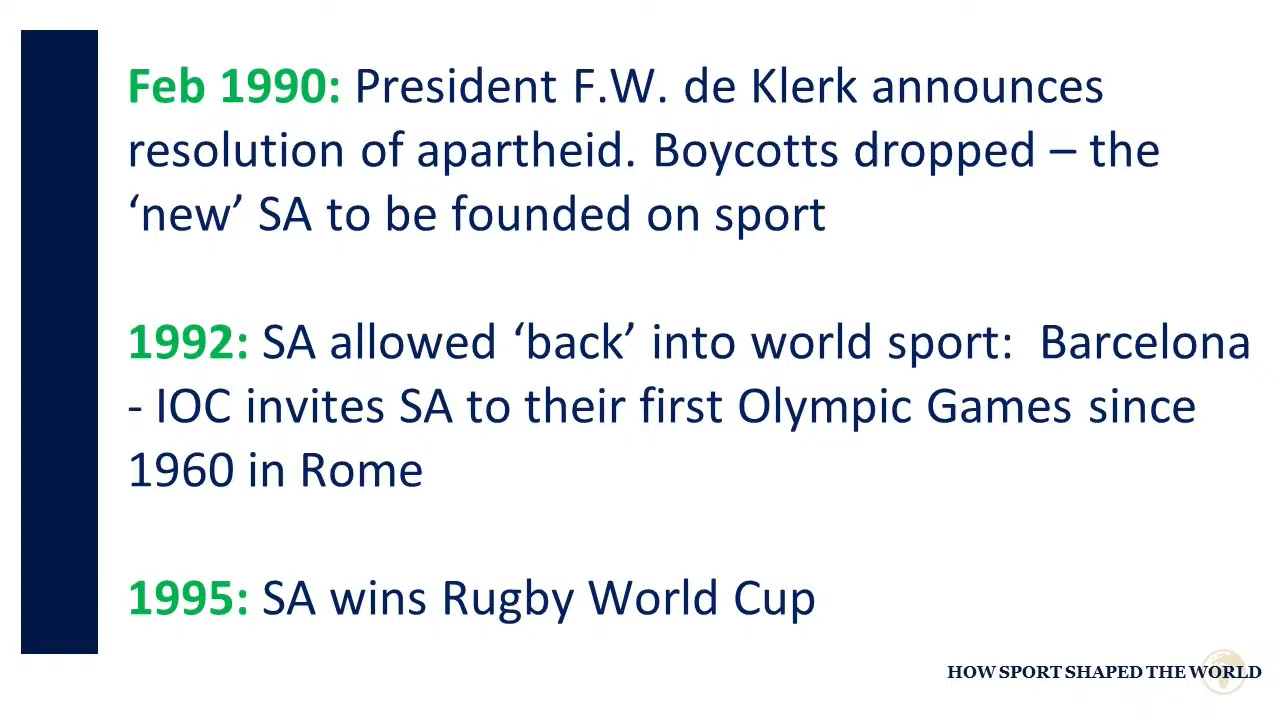 Feb 1990: President F.W. de Klerk announces
resolution of apartheid. Boycotts dropped – the
‘new’ SA to be founded on sport
1992: SA allowed ‘back’ into world sport:  Barcelona
- IOC invites SA to their first Olympic Games since
1960 in Rome
1995: SA wins Rugby World Cup
HOW SPORT SHAPED THE WORLD